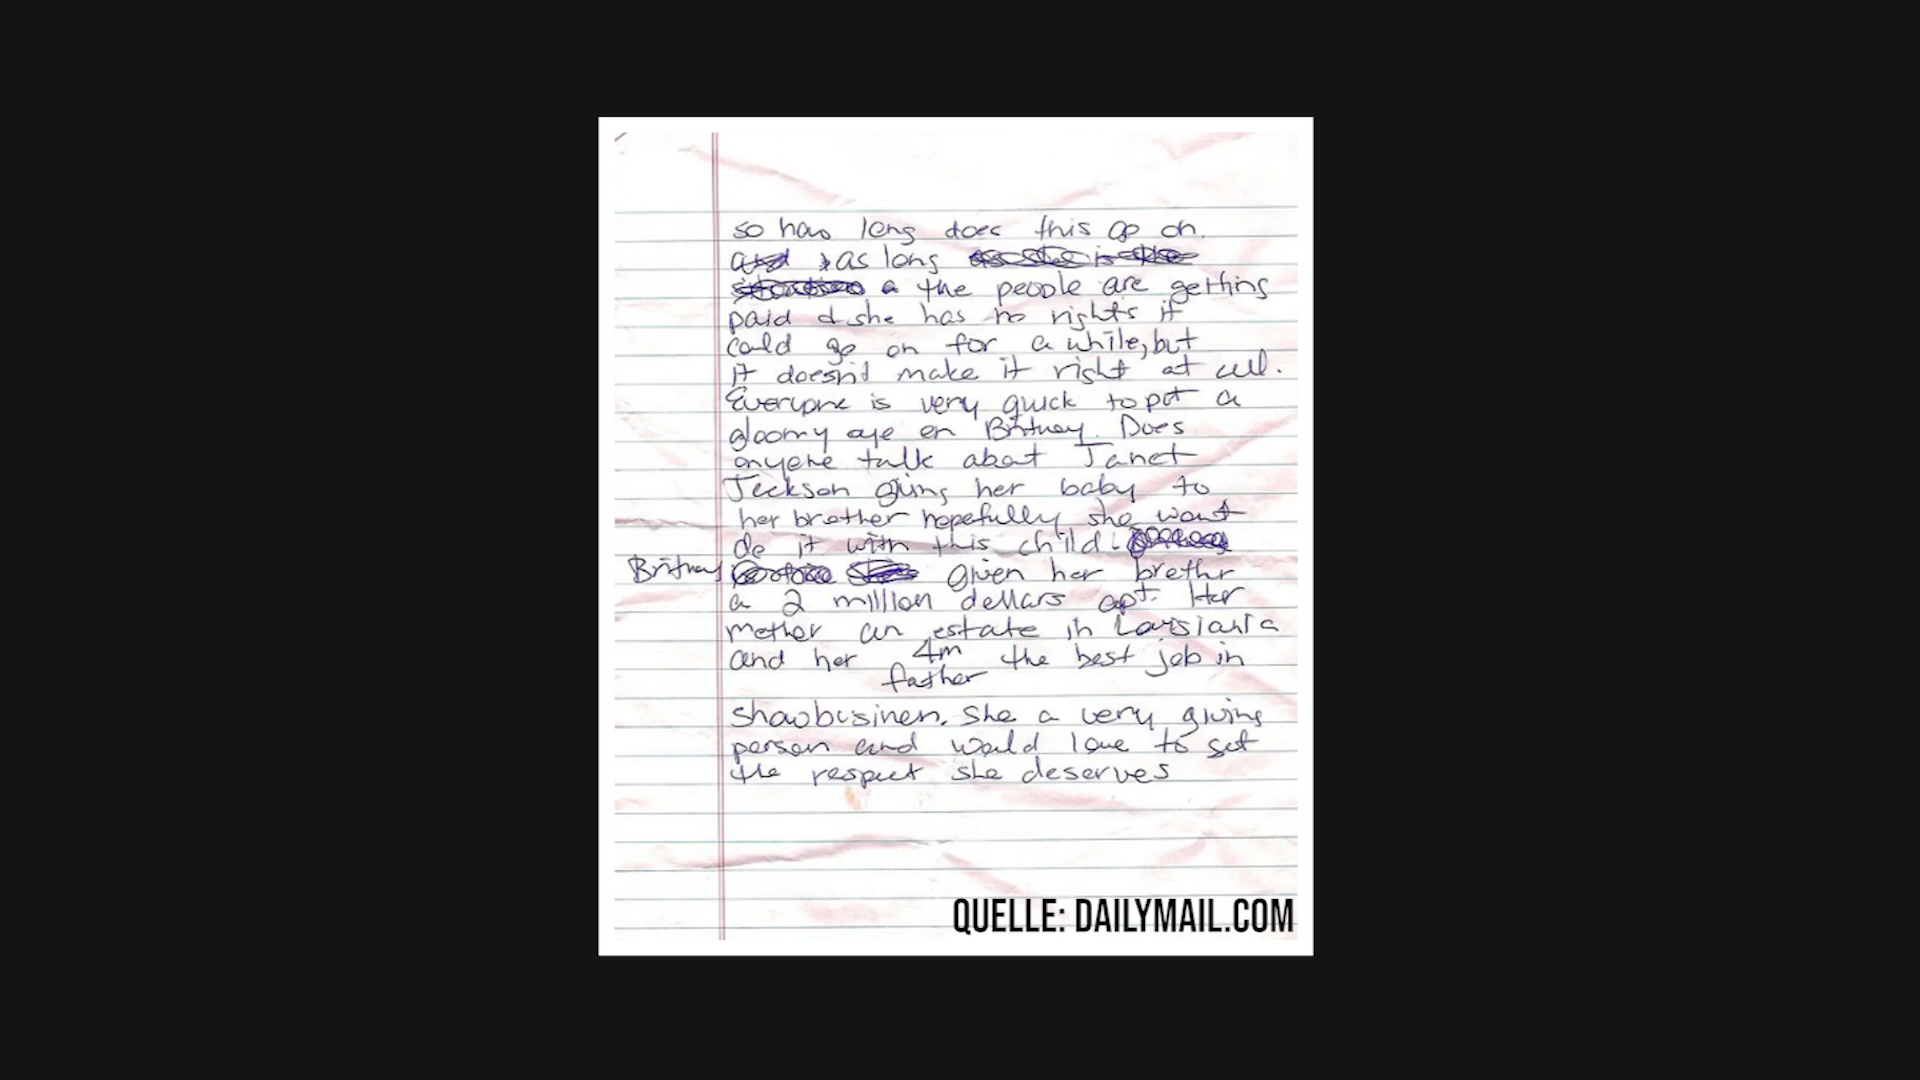 so how long does this go on.
as long
a the people are getting
paid & she has no rights it
could go on for a while, but
it doesn't make it right at all.
Everyone is very quick to put a
gloomy eye on Britney. Does
anyone talk about Janet
Jackson giving her baby to
her brother hopefully she wont
do it with this child.
Britney given her brother
a 2 million dollars apt. Her
mother an estate in Louisiana
4m
and her the best job in
father
showbusiness. She a very giving
person and would love to get
the respect she deserves
QUELLE: DAILYMAIL.COM